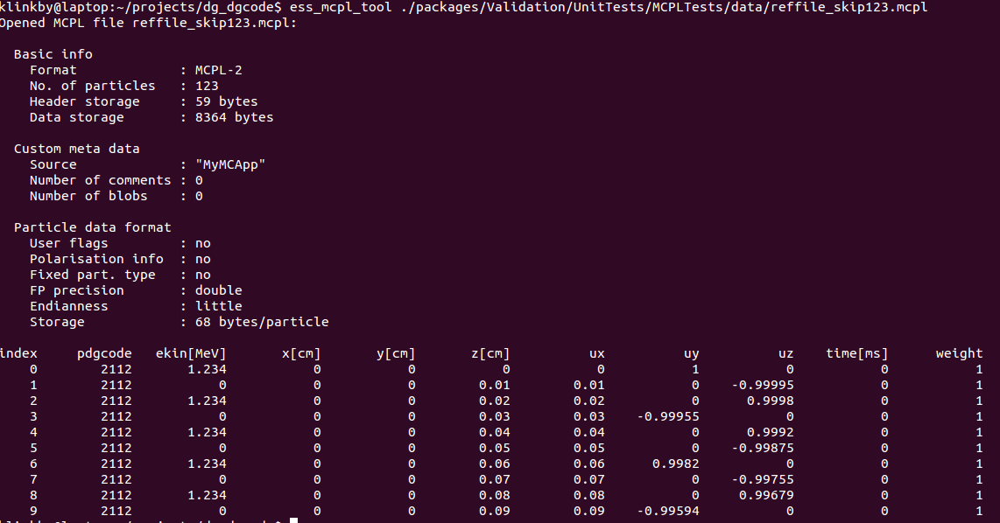 klinkby@laptop:~/projects/dg_dgcode$ ess_mcpl_tool ./packages/Validation/UnitTests/MCPLTests/data/reffile_skip123.mcpl
Opened MCPL file reffile_skip123.mcpl:
Basic info
Format : MCPL-2
No. of particles : 123
Header storage : 59 bytes
Data storage : 8364 bytes
Custom meta data
Source : "MyMCApp"
Number of comments : 0
Number of blobs : 0
Particle data format
User flags : no
Polarisation info : no
Fixed part. type : no
FP precision : double
Endianness : little
Storage : 68 bytes/particle
index pdgcode ekin[MeV] x[cm] y[cm] z[cm] ux uy uz time[ms] weight
0 2112 1.234 0 0 0 0 1 0 0 1
1 2112 0 0 0 0.01 0.01 0 -0.99995 0 1
2 2112 1.234 0 0 0.02 0.02 0 0.9998 0 1
3 2112 0 0 0 0.03 0.03 -0.99955 0 0 1
4 2112 1.234 0 0 0.04 0.04 0 0.9992 0 1
5 2112 0 0 0 0.05 0.05 0 -0.99875 0 1
6 2112 1.234 0 0 0.06 0.06 0.9982 0 0 1
7 2112 0 0 0 0.07 0.07 0 -0.99755 0 1
8 2112 1.234 0 0 0.08 0.08 0 0.99679 0 1
9 2112 0 0 0 0.09 0.09 -0.99594 0 0 1